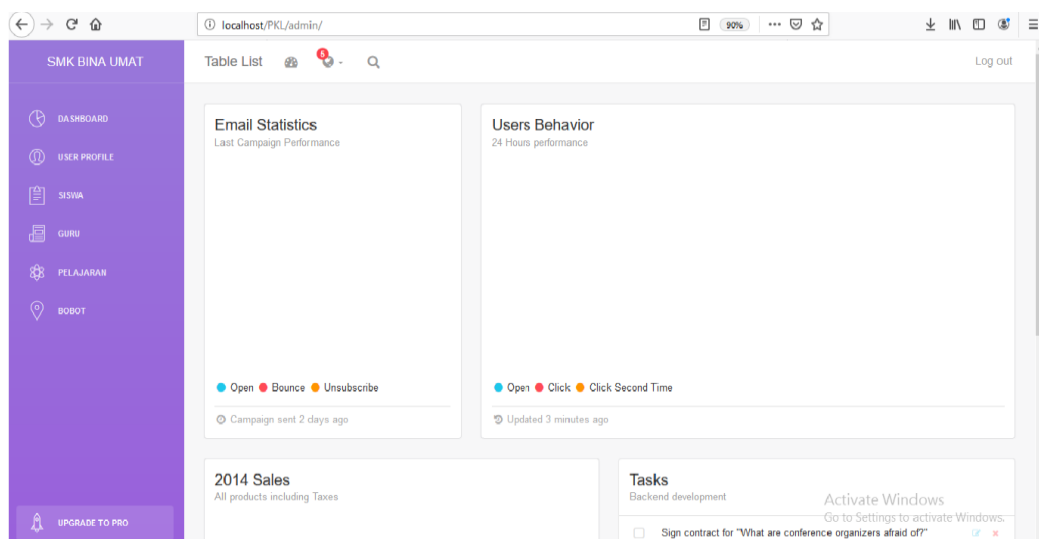 localhost/PKL/admin/
90%
SMK BINA UMAT
Table List
5
Log out
DASHBOARD
USER PROFILE
SISWA
GURU
PELAJARAN
BOBOT
UPGRADE TO PRO
Email Statistics
Last Campaign Performance
Open Bounce Unsubscribe
Campaign sent 2 days ago
Users Behavior
24 Hours performance
Open Click Click Second Time
Updated 3 minutes ago
2014 Sales
All products including Taxes
Tasks
Backend development
Sign contract for "What are conference organizers afraid of?"
Activate Windows
Go to Settings to activate Windows.